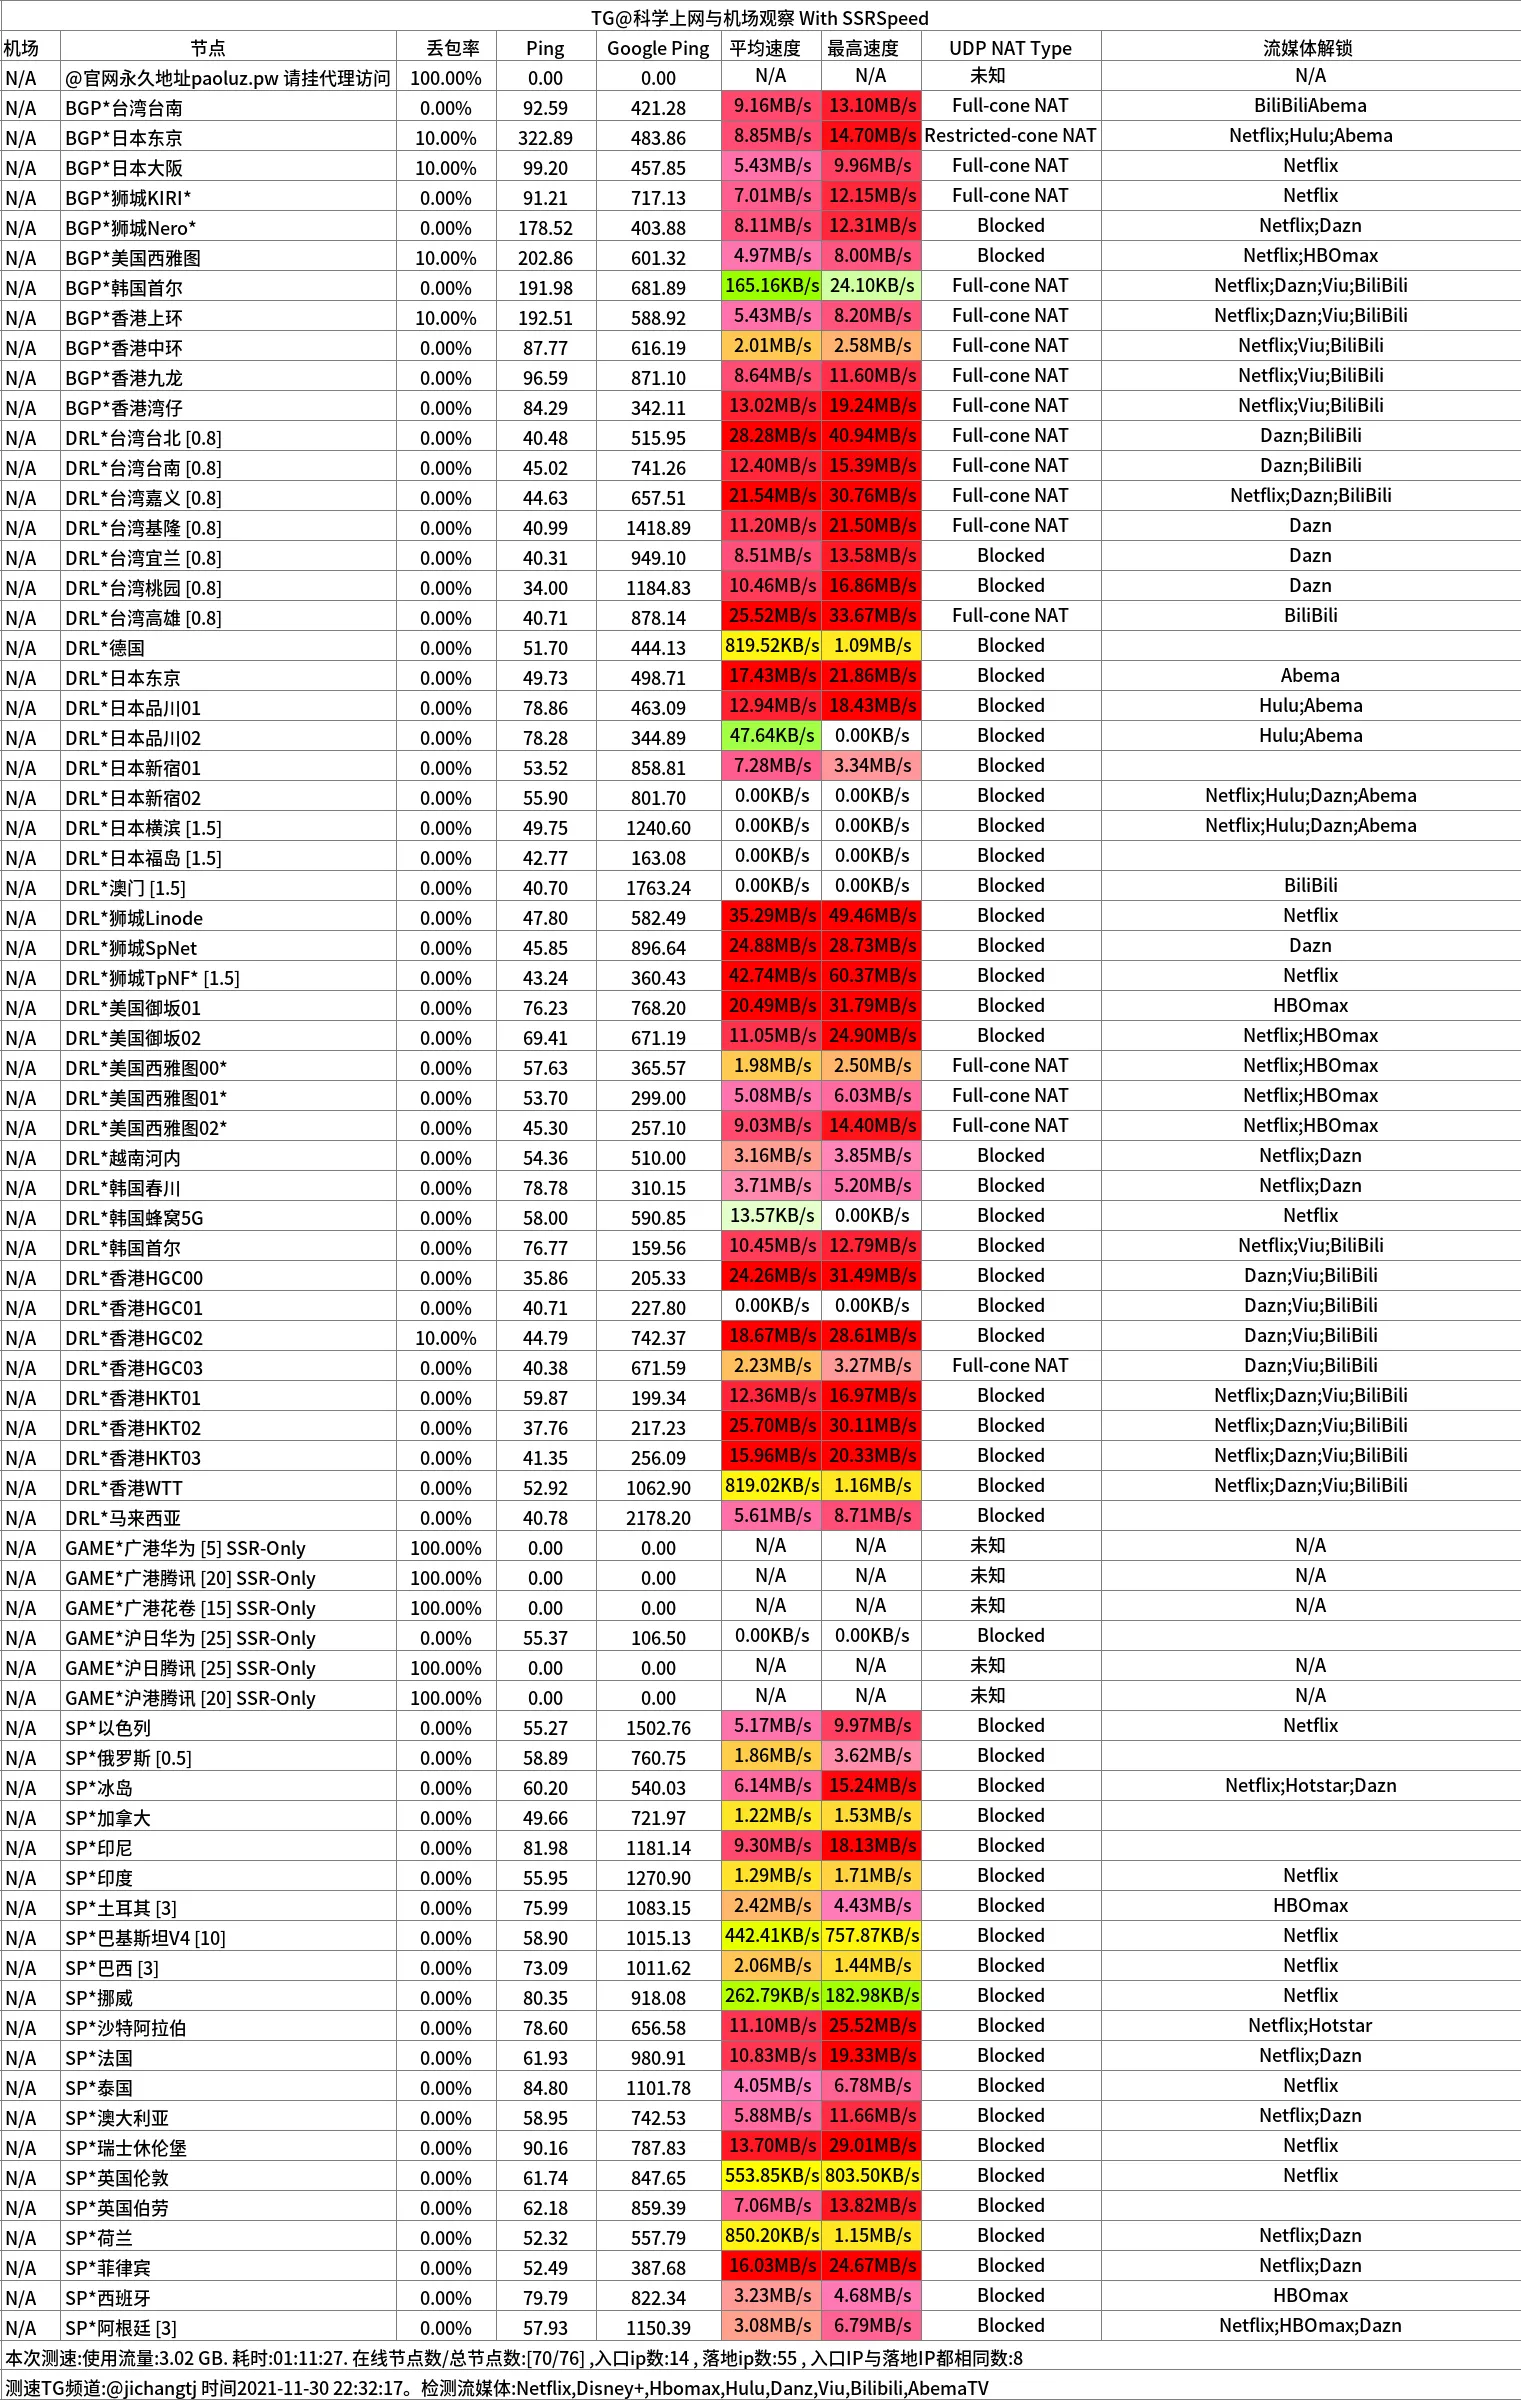 TG@科学上网与机场观察 With SSRSpeed
机场 节点 丢包率 Ping Google Ping 平均速度 最高速度 UDP NAT Type 流媒体解锁
N/A @官网永久地址paoluz.pw 请挂代理访问 100.00% 0.00 0.00 N/A N/A 未知 N/A
N/A BGP*台湾台南 0.00% 92.59 421.28 9.16MB/s 13.10MB/s Full-cone NAT BiliBiliAbema
N/A BGP*日本东京 10.00% 322.89 483.86 8.85MB/s 14.70MB/s Restricted-cone NAT Netflix;Hulu;Abema
N/A BGP*日本大阪 10.00% 99.20 457.85 5.43MB/s 9.96MB/s Full-cone NAT Netflix
N/A BGP*狮城KIRI* 0.00% 91.21 717.13 7.01MB/s 12.15MB/s Full-cone NAT Netflix
N/A BGP*狮城Nero* 0.00% 178.52 403.88 8.11MB/s 12.31MB/s Blocked Netflix;Dazn
N/A BGP*美国西雅图 10.00% 202.86 601.32 4.97MB/s 8.00MB/s Blocked Netflix;HBOmax
N/A BGP*韩国首尔 0.00% 191.98 681.89 165.16KB/s 24.10KB/s Full-cone NAT Netflix;Dazn;Viu;BiliBili
N/A BGP*香港上环 10.00% 192.51 588.92 5.43MB/s 8.20MB/s Full-cone NAT Netflix;Dazn;Viu;BiliBili
N/A BGP*香港中环 0.00% 87.77 616.19 2.01MB/s 2.58MB/s Full-cone NAT Netflix;Viu;BiliBili
N/A BGP*香港九龙 0.00% 96.59 871.10 8.64MB/s 11.60MB/s Full-cone NAT Netflix;Viu;BiliBili
N/A BGP*香港湾仔 0.00% 84.29 342.11 13.02MB/s 19.24MB/s Full-cone NAT Netflix;Viu;BiliBili
N/A DRL*台湾台北 [0.8] 0.00% 40.48 515.95 28.28MB/s 40.94MB/s Full-cone NAT Dazn;BiliBili
N/A DRL*台湾台南 [0.8] 0.00% 45.02 741.26 12.40MB/s 15.39MB/s Full-cone NAT Dazn;BiliBili
N/A DRL*台湾嘉义 [0.8] 0.00% 44.63 657.51 21.54MB/s 30.76MB/s Full-cone NAT Netflix;Dazn;BiliBili
N/A DRL*台湾基隆 [0.8] 0.00% 40.99 1418.89 11.20MB/s 21.50MB/s Full-cone NAT Dazn
N/A DRL*台湾宜兰 [0.8] 0.00% 40.31 949.10 8.51MB/s 13.58MB/s Blocked Dazn
N/A DRL*台湾桃园 [0.8] 0.00% 34.00 1184.83 10.46MB/s 16.86MB/s Blocked Dazn
N/A DRL*台湾高雄 [0.8] 0.00% 40.71 878.14 25.52MB/s 33.67MB/s Full-cone NAT BiliBili
N/A DRL*德国 0.00% 51.70 444.13 819.52KB/s 1.09MB/s Blocked
N/A DRL*日本东京 0.00% 49.73 498.71 17.43MB/s 21.86MB/s Blocked Abema
N/A DRL*日本品川01 0.00% 78.86 463.09 12.94MB/s 18.43MB/s Blocked Hulu;Abema
N/A DRL*日本品川02 0.00% 78.28 344.89 47.64KB/s 0.00KB/s Blocked Hulu;Abema
N/A DRL*日本新宿01 0.00% 53.52 858.81 7.28MB/s 3.34MB/s Blocked
N/A DRL*日本新宿02 0.00% 55.90 801.70 0.00KB/s 0.00KB/s Blocked Netflix;Hulu;Dazn;Abema
N/A DRL*日本横滨 [1.5] 0.00% 49.75 1240.60 0.00KB/s 0.00KB/s Blocked Netflix;Hulu;Dazn;Abema
N/A DRL*日本福岛 [1.5] 0.00% 42.77 163.08 0.00KB/s 0.00KB/s Blocked
N/A DRL*澳门 [1.5] 0.00% 40.70 1763.24 0.00KB/s 0.00KB/s Blocked BiliBili
N/A DRL*狮城Linode 0.00% 47.80 582.49 35.29MB/s 49.46MB/s Blocked Netflix
N/A DRL*狮城SpNet 0.00% 45.85 896.64 24.88MB/s 28.73MB/s Blocked Dazn
N/A DRL*狮城TpNF* [1.5] 0.00% 43.24 360.43 42.74MB/s 60.37MB/s Blocked Netflix
N/A DRL*美国御坂01 0.00% 76.23 768.20 20.49MB/s 31.79MB/s Blocked HBOmax
N/A DRL*美国御坂02 0.00% 69.41 671.19 11.05MB/s 24.90MB/s Blocked Netflix;HBOmax
N/A DRL*美国西雅图00* 0.00% 57.63 365.57 1.98MB/s 2.50MB/s Full-cone NAT Netflix;HBOmax
N/A DRL*美国西雅图01* 0.00% 53.70 299.00 5.08MB/s 6.03MB/s Full-cone NAT Netflix;HBOmax
N/A DRL*美国西雅图02* 0.00% 45.30 257.10 9.03MB/s 14.40MB/s Full-cone NAT Netflix;HBOmax
N/A DRL*越南河内 0.00% 54.36 510.00 3.16MB/s 3.85MB/s Blocked Netflix;Dazn
N/A DRL*韩国春川 0.00% 78.78 310.15 3.71MB/s 5.20MB/s Blocked Netflix;Dazn
N/A DRL*韩国蜂窝5G 0.00% 58.00 590.85 13.57KB/s 0.00KB/s Blocked Netflix
N/A DRL*韩国首尔 0.00% 76.77 159.56 10.45MB/s 12.79MB/s Blocked Netflix;Viu;BiliBili
N/A DRL*香港HGC00 0.00% 35.86 205.33 24.26MB/s 31.49MB/s Blocked Dazn;Viu;BiliBili
N/A DRL*香港HGC01 0.00% 40.71 227.80 0.00KB/s 0.00KB/s Blocked Dazn;Viu;BiliBili
N/A DRL*香港HGC02 10.00% 44.79 742.37 18.67MB/s 28.61MB/s Blocked Dazn;Viu;BiliBili
N/A DRL*香港HGC03 0.00% 40.38 671.59 2.23MB/s 3.27MB/s Full-cone NAT Dazn;Viu;BiliBili
N/A DRL*香港HKT01 0.00% 59.87 199.34 12.36MB/s 16.97MB/s Blocked Netflix;Dazn;Viu;BiliBili
N/A DRL*香港HKT02 0.00% 37.76 217.23 25.70MB/s 30.11MB/s Blocked Netflix;Dazn;Viu;BiliBili
N/A DRL*香港HKT03 0.00% 41.35 256.09 15.96MB/s 20.33MB/s Blocked Netflix;Dazn;Viu;BiliBili
N/A DRL*香港WTT 0.00% 52.92 1062.90 819.02KB/s 1.16MB/s Blocked Netflix;Dazn;Viu;BiliBili
N/A DRL*马来西亚 0.00% 40.78 2178.20 5.61MB/s 8.71MB/s Blocked
N/A GAME*广港华为 [5] SSR-Only 100.00% 0.00 0.00 N/A N/A 未知 N/A
N/A GAME*广港腾讯 [20] SSR-Only 100.00% 0.00 0.00 N/A N/A 未知 N/A
N/A GAME*广港花卷 [15] SSR-Only 100.00% 0.00 0.00 N/A N/A 未知 N/A
N/A GAME*沪日华为 [25] SSR-Only 0.00% 55.37 106.50 0.00KB/s 0.00KB/s Blocked
N/A GAME*沪日腾讯 [25] SSR-Only 100.00% 0.00 0.00 N/A N/A 未知 N/A
N/A GAME*沪港腾讯 [20] SSR-Only 100.00% 0.00 0.00 N/A N/A 未知 N/A
N/A SP*以色列 0.00% 55.27 1502.76 5.17MB/s 9.97MB/s Blocked Netflix
N/A SP*俄罗斯 [0.5] 0.00% 58.89 760.75 1.86MB/s 3.62MB/s Blocked
N/A SP*冰岛 0.00% 60.20 540.03 6.14MB/s 15.24MB/s Blocked Netflix;Hotstar;Dazn
N/A SP*加拿大 0.00% 49.66 721.97 1.22MB/s 1.53MB/s Blocked
N/A SP*印尼 0.00% 81.98 1181.14 9.30MB/s 18.13MB/s Blocked
N/A SP*印度 0.00% 55.95 1270.90 1.29MB/s 1.71MB/s Blocked Netflix
N/A SP*土耳其 [3] 0.00% 75.99 1083.15 2.42MB/s 4.43MB/s Blocked HBOmax
N/A SP*巴基斯坦V4 [10] 0.00% 58.90 1015.13 442.41KB/s 757.87KB/s Blocked Netflix
N/A SP*巴西 [3] 0.00% 73.09 1011.62 2.06MB/s 1.44MB/s Blocked Netflix
N/A SP*挪威 0.00% 80.35 918.08 262.79KB/s 182.98KB/s Blocked Netflix
N/A SP*沙特阿拉伯 0.00% 78.60 656.58 11.10MB/s 25.52MB/s Blocked Netflix;Hotstar
N/A SP*法国 0.00% 61.93 980.91 10.83MB/s 19.33MB/s Blocked Netflix;Dazn
N/A SP*泰国 0.00% 84.80 1101.78 4.05MB/s 6.78MB/s Blocked Netflix
N/A SP*澳大利亚 0.00% 58.95 742.53 5.88MB/s 11.66MB/s Blocked Netflix;Dazn
N/A SP*瑞士休伦堡 0.00% 90.16 787.83 13.70MB/s 29.01MB/s Blocked Netflix
N/A SP*英国伦敦 0.00% 61.74 847.65 553.85KB/s 803.50KB/s Blocked Netflix
N/A SP*英国伯劳 0.00% 62.18 859.39 7.06MB/s 13.82MB/s Blocked
N/A SP*荷兰 0.00% 52.32 557.79 850.20KB/s 1.15MB/s Blocked Netflix;Dazn
N/A SP*菲律宾 0.00% 52.49 387.68 16.03MB/s 24.67MB/s Blocked Netflix;Dazn
N/A SP*西班牙 0.00% 79.79 822.34 3.23MB/s 4.68MB/s Blocked HBOmax
N/A SP*阿根廷 [3] 0.00% 57.93 1150.39 3.08MB/s 6.79MB/s Blocked Netflix;HBOmax;Dazn
本次测速:使用流量:3.02 GB. 耗时:01:11:27. 在线节点数/总节点数:[70/76] ,入口ip数:14 , 落地ip数:55 , 入口IP与落地IP都相同数:8
测速TG频道:@jichangtj 时间2021-11-30 22:32:17。检测流媒体:Netflix,Disney+,Hbomax,Hulu,Danz,Viu,Bilibili,AbemaTV